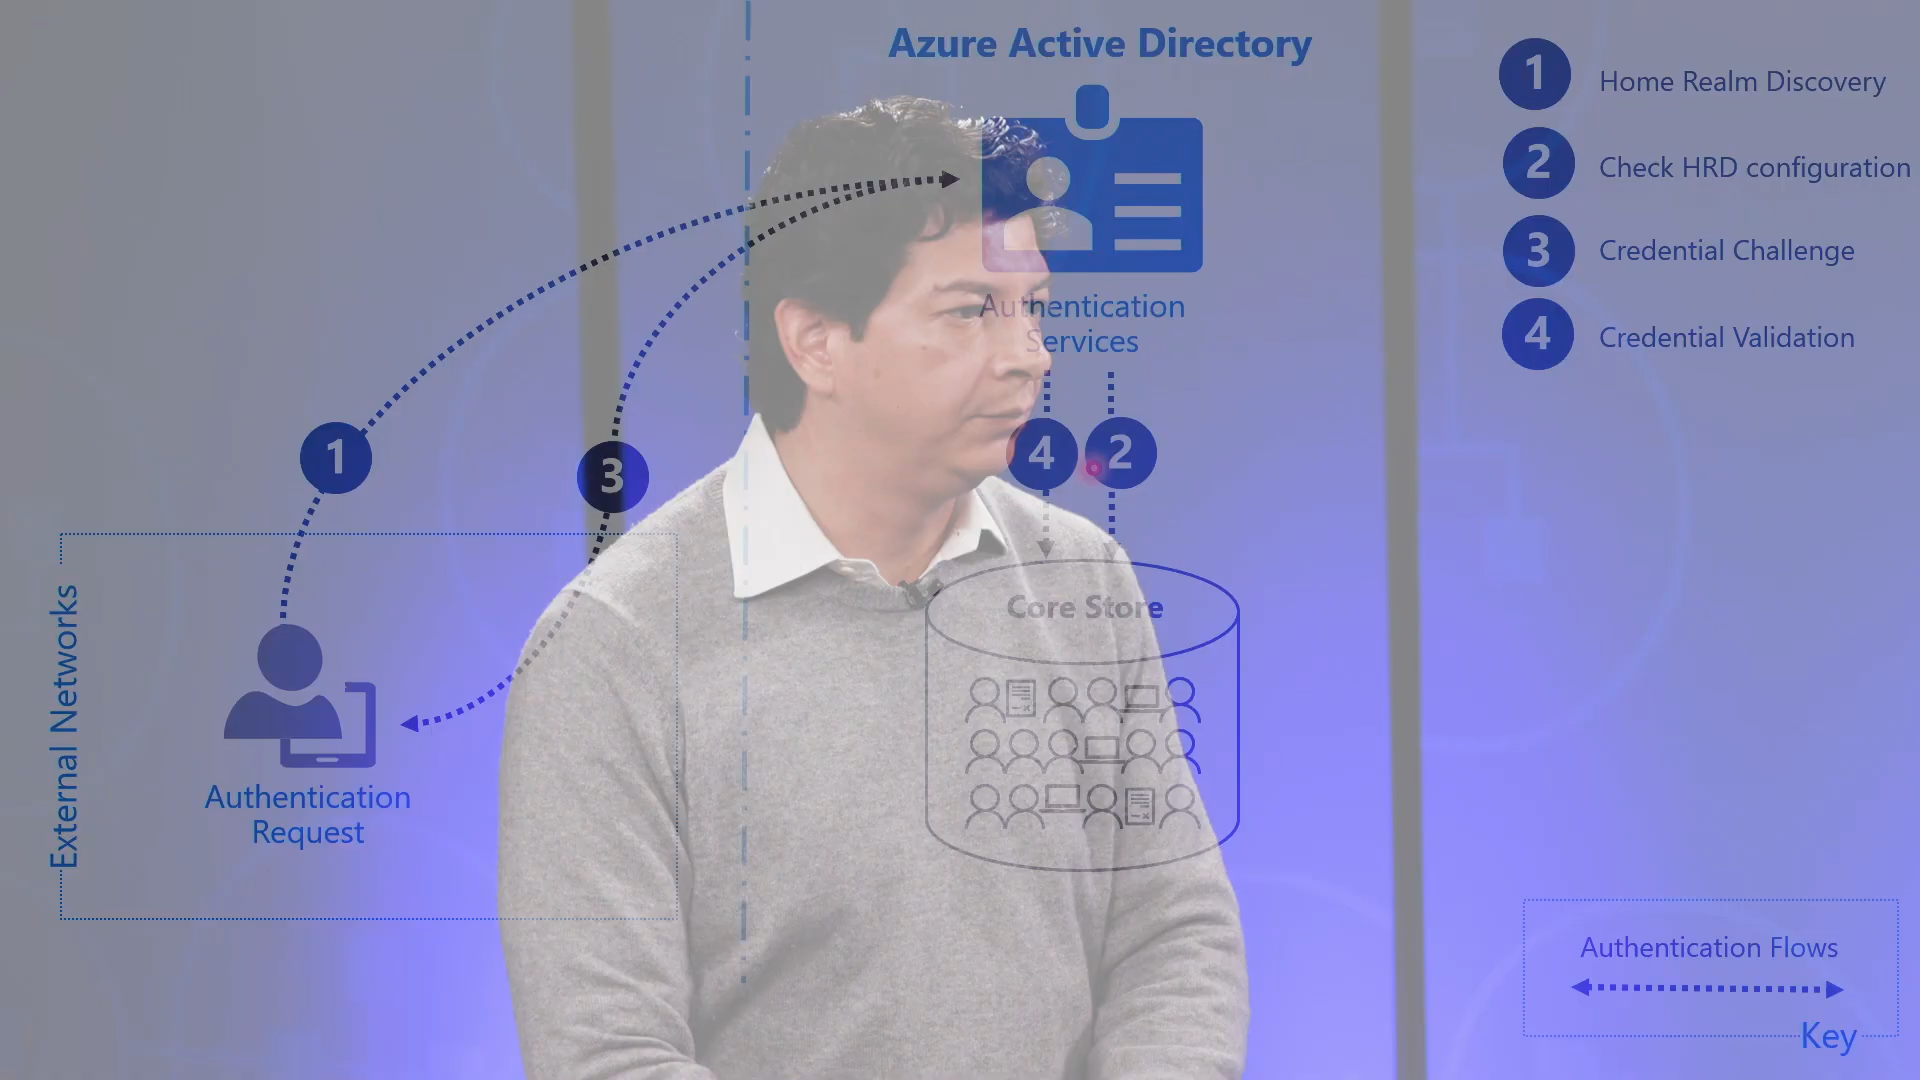 Azure Active Directory
Authentication
Services
1
3
4
2
Core Store
External Networks
Authentication
Request
1 Home Realm Discovery
2 Check HRD configuration
3 Credential Challenge
4 Credential Validation
Authentication Flows
Key